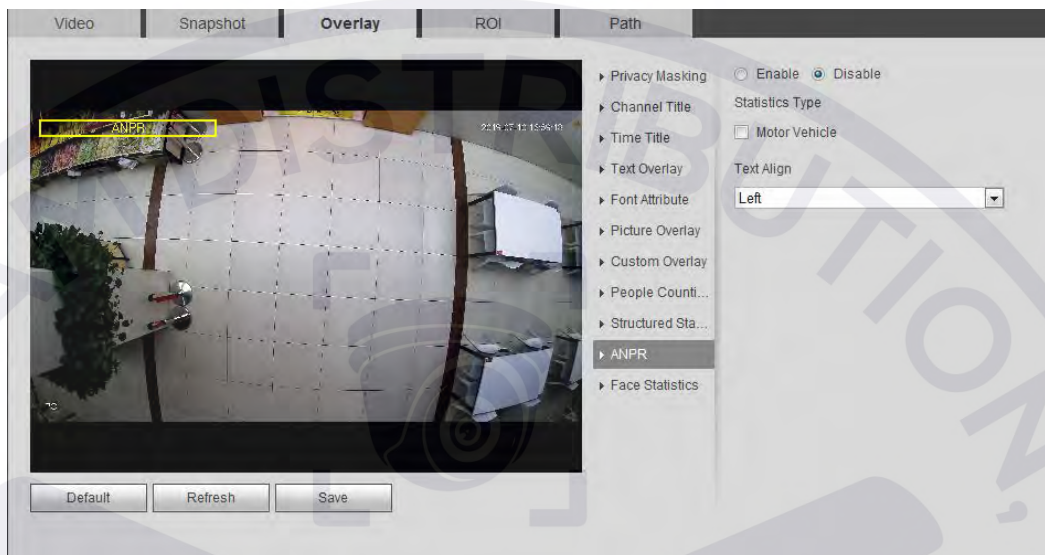 Video
Snapshot
Overlay
ROI
Path
ANPR
Privacy Masking
Channel Title
Time Title
Text Overlay
Font Attribute
Picture Overlay
Custom Overlay
People Counti...
Structured Sta...
ANPR
Face Statistics
Enable
Disable
Statistics Type
Motor Vehicle
Text Align
Left
Default
Refresh
Save
DISTRIBUTION,